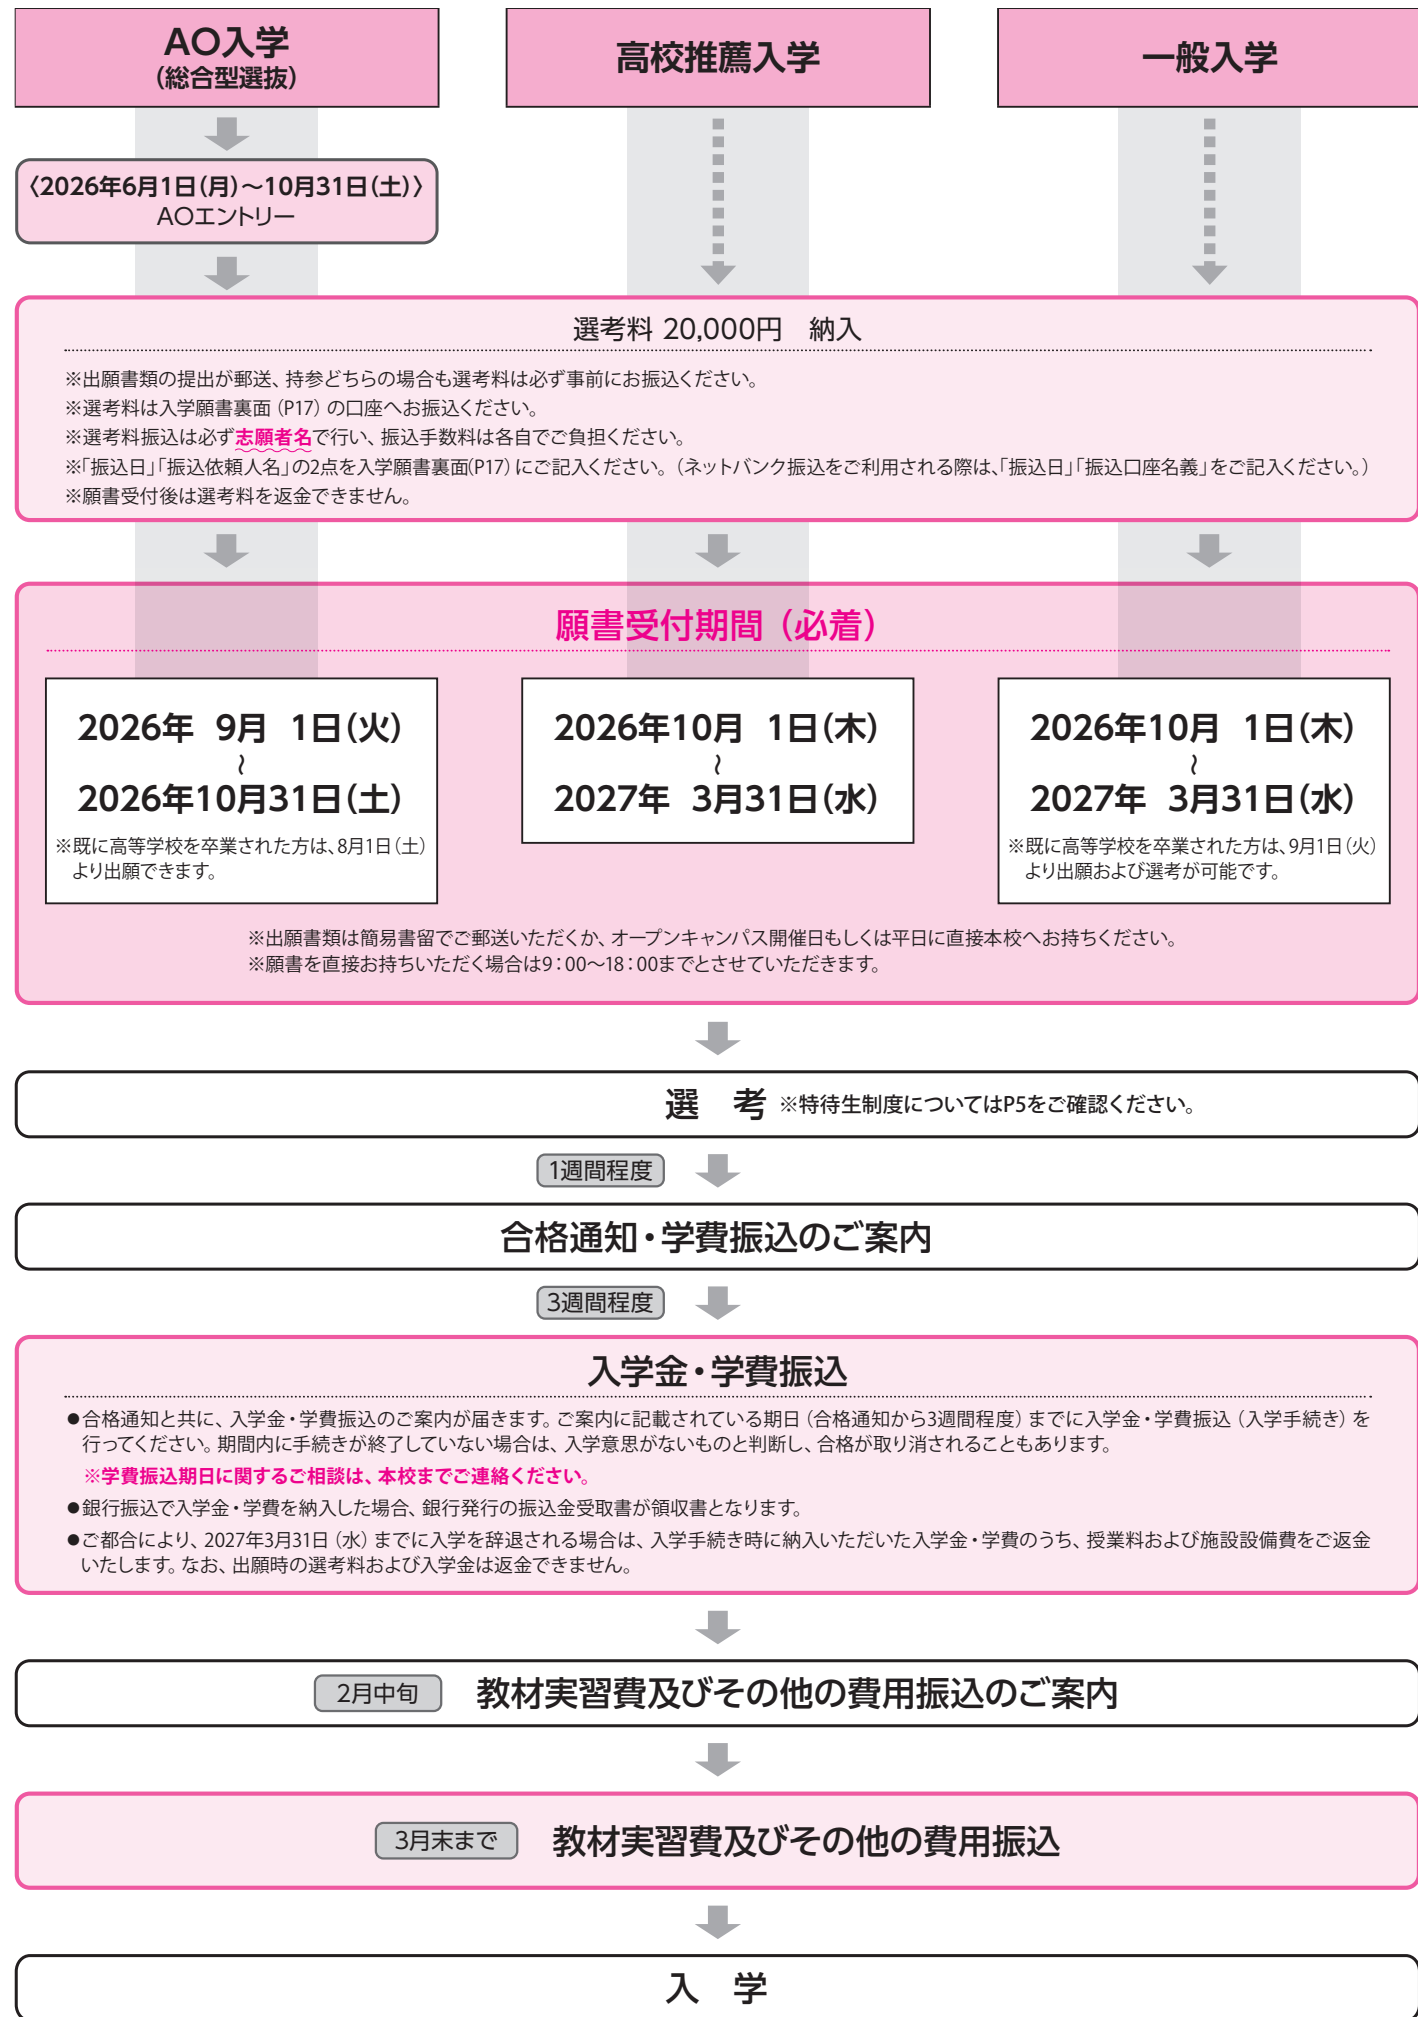 AO入学
(総合型選抜)
高校推薦入学
一般入学
〈2026年6月1日(月)～10月31日(土)〉
AOエントリー
選考料 20,000円　納入
※出願書類の提出が郵送、持参どちらの場合も選考料は必ず事前にお振込ください。
※選考料は入学願書裏面（P17）の口座へお振込ください。
※選考料振込は必ず志願者名で行い、振込手数料は各自でご負担ください。
※「振込日」「振込依頼人名」の2点を入学願書裏面(P17)にご記入ください。（ネットバンク振込をご利用される際は、「振込日」「振込口座名義」をご記入ください。）
※願書受付後は選考料を返金できません。
願書受付期間（必着）
2026年 9月 1日(火)
～
2026年10月31日(土)
※既に高等学校を卒業された方は、8月1日（土）
より出願できます。
2026年10月 1日(木)
～
2027年 3月31日(水)
2026年10月 1日(木)
～
2027年 3月31日(水)
※既に高等学校を卒業された方は、9月1日（火）
より出願および選考が可能です。
※出願書類は簡易書留でご郵送いただくか、オープンキャンパス開催日もしくは平日に直接本校へお持ちください。
※願書を直接お持ちいただく場合は9：00～18：00までとさせていただきます。
選　考 ※特待生制度についてはP5をご確認ください。
1週間程度
合格通知・学費振込のご案内
3週間程度
入学金・学費振込
●合格通知と共に、入学金・学費振込のご案内が届きます。ご案内に記載されている期日（合格通知から3週間程度）までに入学金・学費振込（入学手続き）を
行ってください。期間内に手続きが終了していない場合は、入学意思がないものと判断し、合格が取り消されることもあります。
※学費振込期日に関するご相談は、本校までご連絡ください。
●銀行振込で入学金・学費を納入した場合、銀行発行の振込金受取書が領収書となります。
●ご都合により、2027年3月31日（水）までに入学を辞退される場合は、入学手続き時に納入いただいた入学金・学費のうち、授業料および施設設備費をご返金
いたします。なお、出願時の選考料および入学金は返金できません。
2月中旬 教材実習費及びその他の費用振込のご案内
3月末まで 教材実習費及びその他の費用振込
入　学